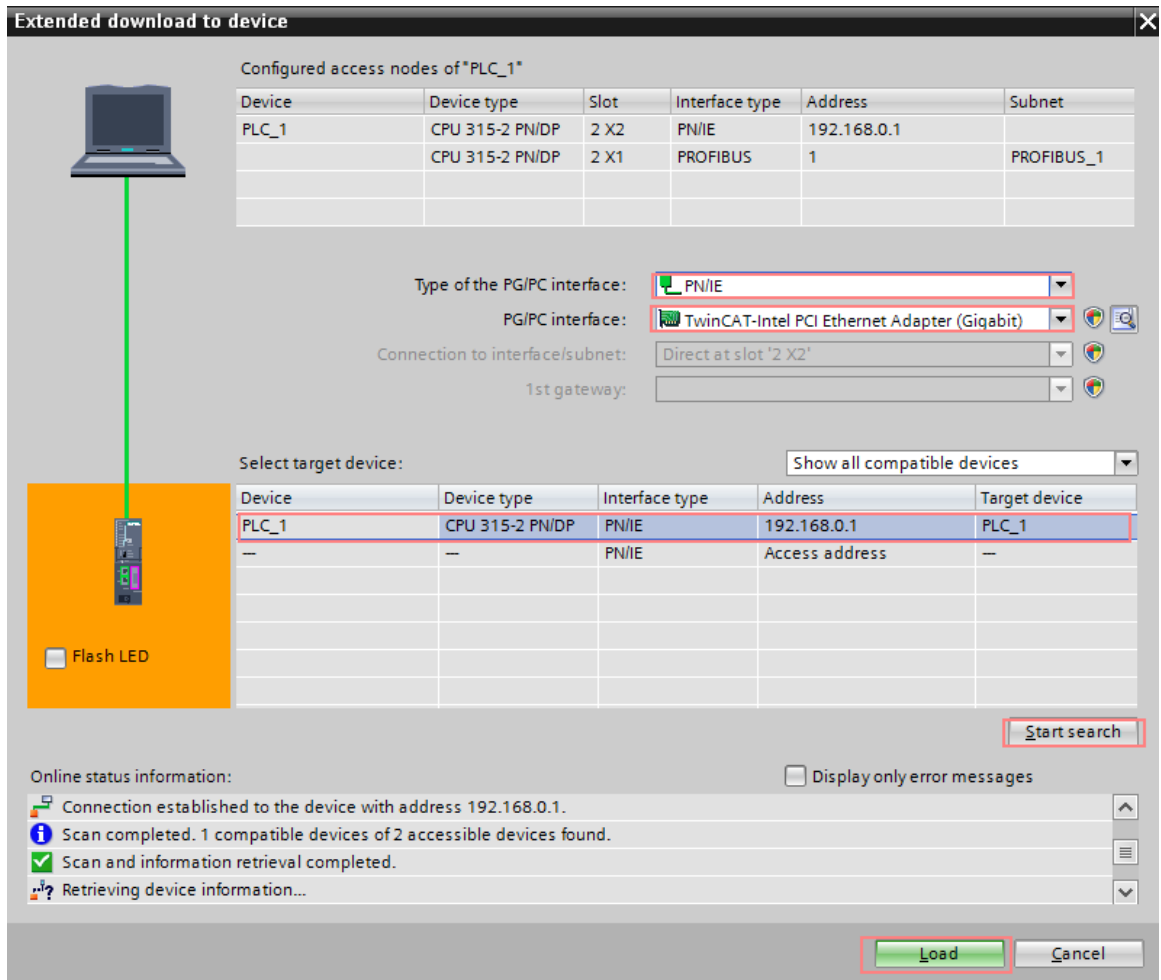 Extended download to device
Configured access nodes of "PLC_1"
Device Device type Slot Interface type Address Subnet
PLC_1 CPU 315-2 PN/DP 2 X2 PN/IE 192.168.0.1
CPU 315-2 PN/DP 2 X1 PROFIBUS 1 PROFIBUS_1
Type of the PG/PC interface: PN/IE
PG/PC interface: TwinCAT-Intel PCI Ethernet Adapter (Gigabit)
Connection to interface/subnet: Direct at slot '2 X2'
1st gateway:
Select target device: Show all compatible devices
Device Device type Interface type Address Target device
PLC_1 CPU 315-2 PN/DP PN/IE 192.168.0.1 PLC_1
— — PN/IE Access address —
Flash LED
Start search
Online status information: Display only error messages
Connection established to the device with address 192.168.0.1.
Scan completed. 1 compatible devices of 2 accessible devices found.
Scan and information retrieval completed.
Retrieving device information...
Load Cancel